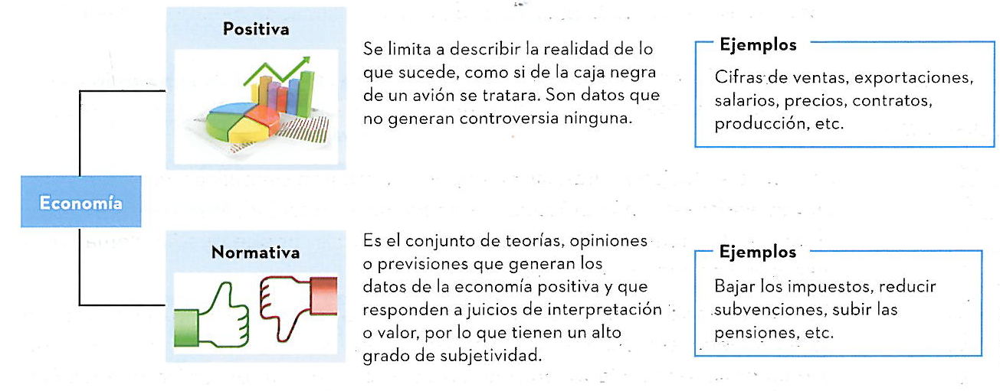 Economía
Positiva
Se limita a describir la realidad de lo
que sucede, como si de la caja negra
de un avión se tratara. Son datos que
no generan controversia ninguna.
Ejemplos
Cifras de ventas, exportaciones,
salarios, precios, contratos,
producción, etc.
Normativa
Es el conjunto de teorías, opiniones
o previsiones que generan los
datos de la economía positiva y que
responden a juicios de interpretación
o valor, por lo que tienen un alto
grado de subjetividad.
Ejemplos
Bajar los impuestos, reducir
subvenciones, subir las
pensiones, etc.